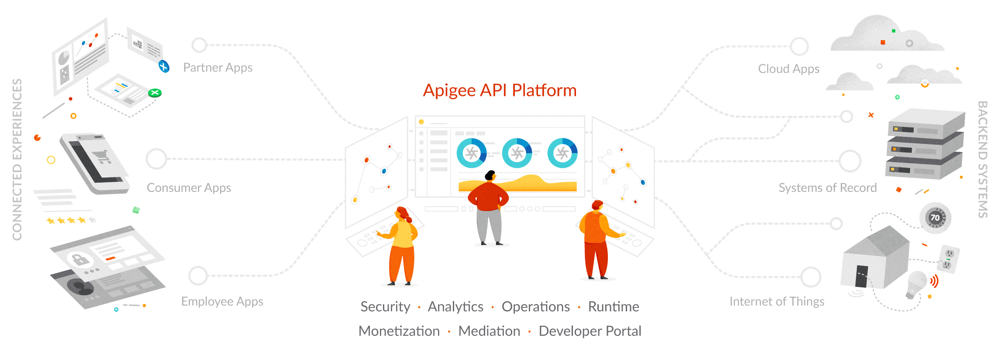 CONNECTED EXPERIENCES
Partner Apps
Consumer Apps
Employee Apps
Apigee API Platform
Security · Analytics · Operations · Runtime
Monetization · Mediation · Developer Portal
Cloud Apps
Systems of Record
Internet of Things
70
BACKEND SYSTEMS